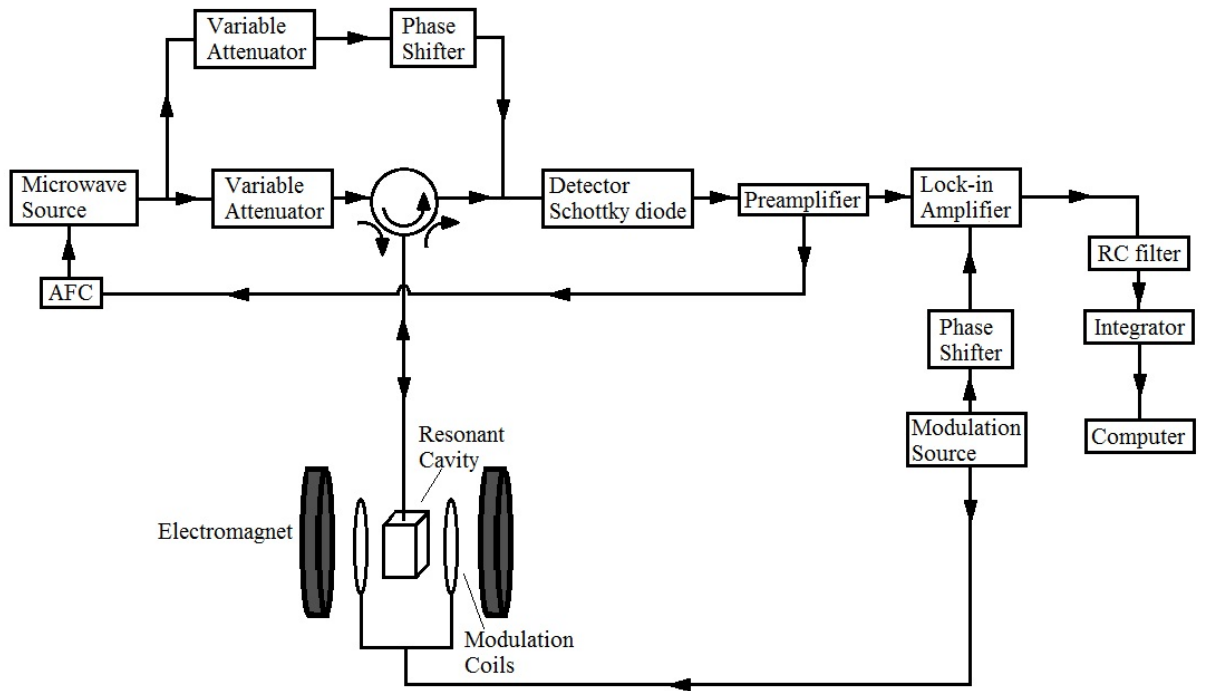 Variable
Attenuator
Phase
Shifter
Microwave
Source
Variable
Attenuator
Detector
Schottky diode
Preamplifier
Lock-in
Amplifier
RC filter
AFC
Phase
Shifter
Integrator
Modulation
Source
Computer
Resonant
Cavity
Electromagnet
Modulation
Coils